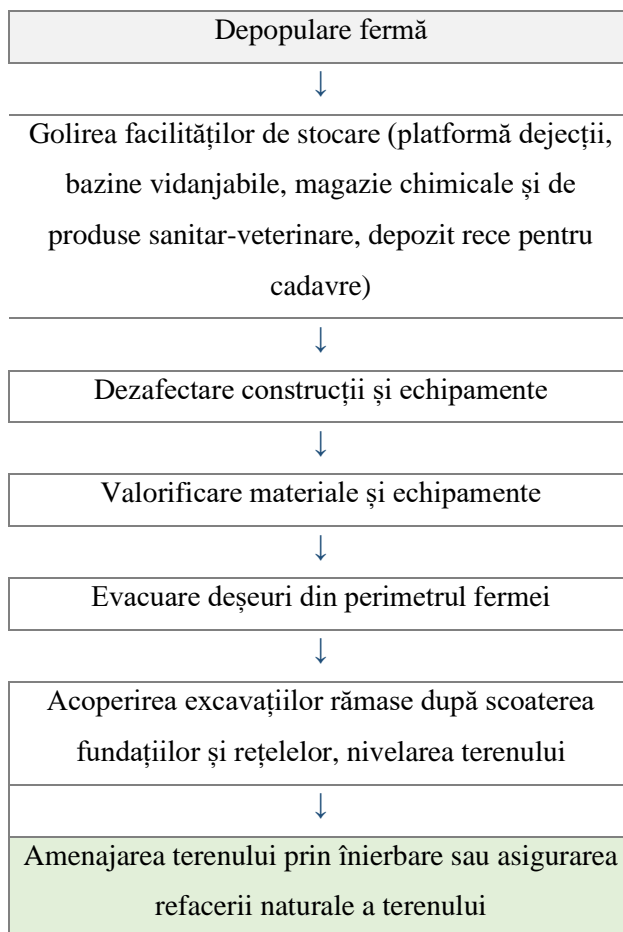 Depopulare fermă
↓
Golirea facilităților de stocare (platformă dejecții,
bazine vidanjabile, magazie chimicale și de
produse sanitar-veterinare, depozit rece pentru
cadavre)
↓
Dezafectare construcții și echipamente
↓
Valorificare materiale și echipamente
↓
Evacuare deșeuri din perimetrul fermei
↓
Acoperirea excavațiilor rămase după scoaterea
fundațiilor și rețelelor, nivelarea terenului
↓
Amenajarea terenului prin înierbare sau asigurarea
refacerii naturale a terenului